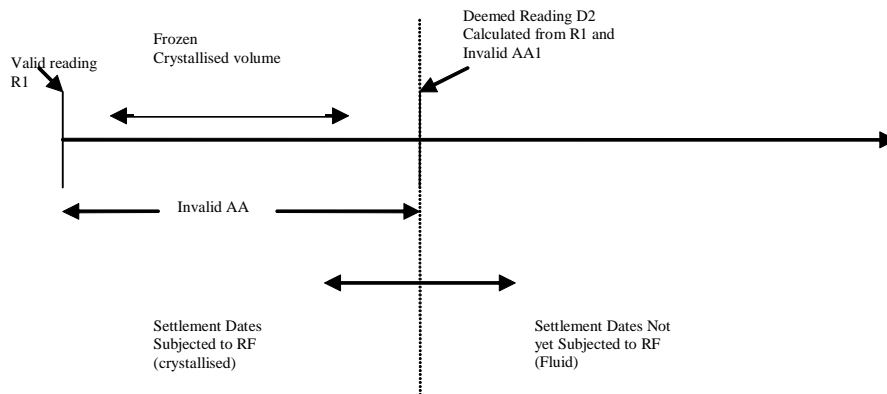 Deemed Reading D2
Calculated from R1 and
Invalid AA1
Frozen
Crystallised volume
Valid reading
R1
Invalid AA
Settlement Dates
Subjected to RF
(crystallised)
Settlement Dates Not
yet Subjected to RF
(Fluid)